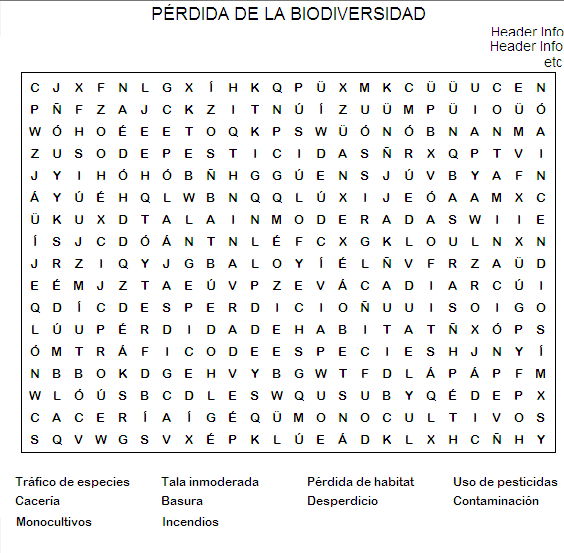 PÉRDIDA DE LA BIODIVERSIDAD
Header Info
Header Info
etc
C J X F N L G X Í H K Q P Ü X M K C Ü Ü U C E N
P Ñ F Z A J C K Z I T N Ú Í Z U Ü M P Ü I O Ü Ó
W Ó H O É E E T O Q K P S W Ü Ó N Ó B N A N M A
Z U S O D E P E S T I C I D A S Ñ R X Q P T V I
J Y I H Ó H Ó B Ñ H G G Ú E N S J Ú V B Y A F N
Á Y Ú É H Q L W B N Q Q L Ú X I J E Ó A A M X C
Ü K U X D T A L A I N M O D E R A D A S W I I E
Í S J C D Ó Á N T N L É F C X G K L O U L N X N
J R Z I Q Y J G B A L O Y Í É L Ñ V F R Z A Ü D
E É M J Z T A E Ú V P Z E V Á C A D I A R C Ú I
Q D Í C D E S P E R D I C I O Ñ U U I S O I G O
L Ú U P É R D I D A D E H A B I T A T Ñ X Ó P S
Ó M T R Á F I C O D E E S P E C I E S H J N Y Í
N B B O K D G E H V Y B G W T F D L Á P Á P F M
W L Ó Ú S B C D L E S W Q U S U B Y Q É D E P X
C A C E R Í A Í G É Q Ü M O N O C U L T I V O S
S Q V W G S V X É P K L Ú E Á D K L X H C Ñ H Y
Tráfico de especies Tala inmoderada Pérdida de habitat Uso de pesticidas
Cacería Basura Desperdicio Contaminación
Monocultivos Incendios